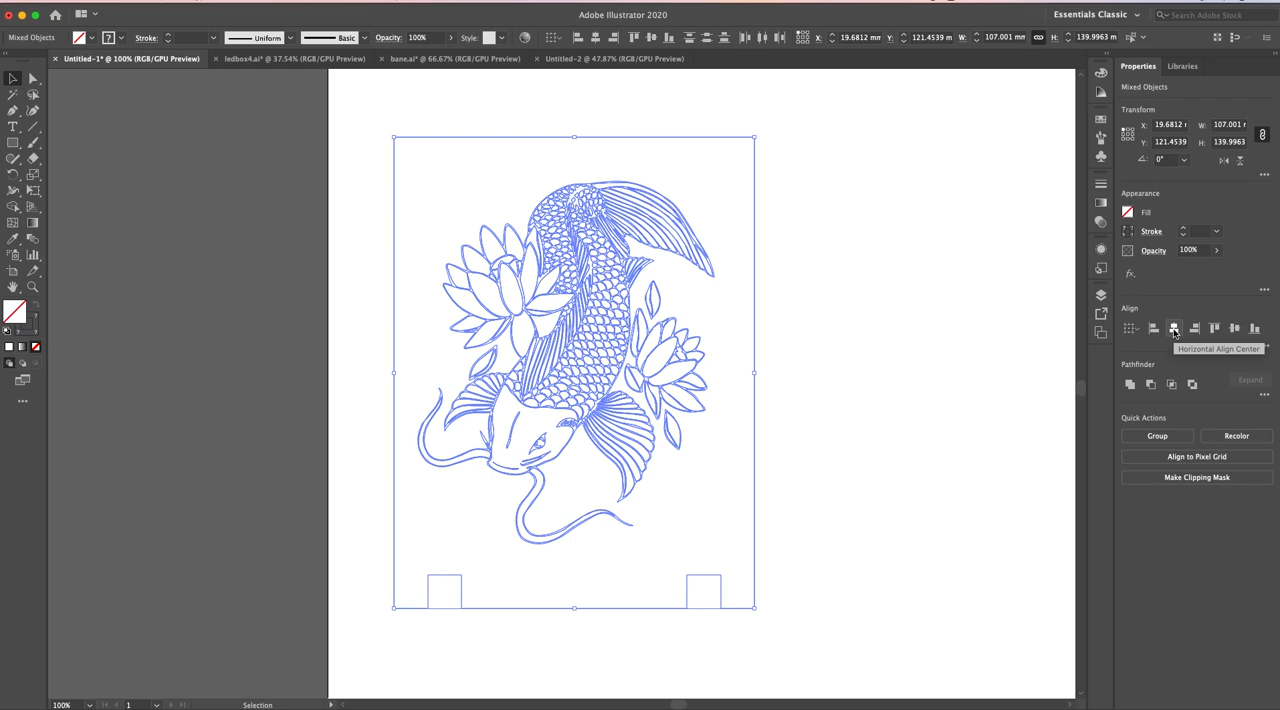 Adobe Illustrator 2020
Essentials Classic
Search Adobe Stock
Mixed Objects
Stroke:
Uniform
Basic
Opacity: 100%
Style:
X: 19.6812 mm
Y: 121.4539 m
W: 107.001 mm
H: 139.9963 m
Untitled-1* @ 100% (RGB/GPU Preview)
ledbox4.ai* @ 37.54% (RGB/GPU Preview)
bane.ai* @ 66.67% (RGB/GPU Preview)
Untitled-2 @ 47.87% (RGB/GPU Preview)
Properties
Libraries
Mixed Objects
Transform
X: 19.6812 r
W: 107.001 r
Y: 121.4539
H: 139.9963
0°
Appearance
Fill
Stroke
Opacity
100%
fx.
Align
Horizontal Align Center
Pathfinder
Expand
Quick Actions
Group
Recolor
Align to Pixel Grid
Make Clipping Mask
100%
1
Selection